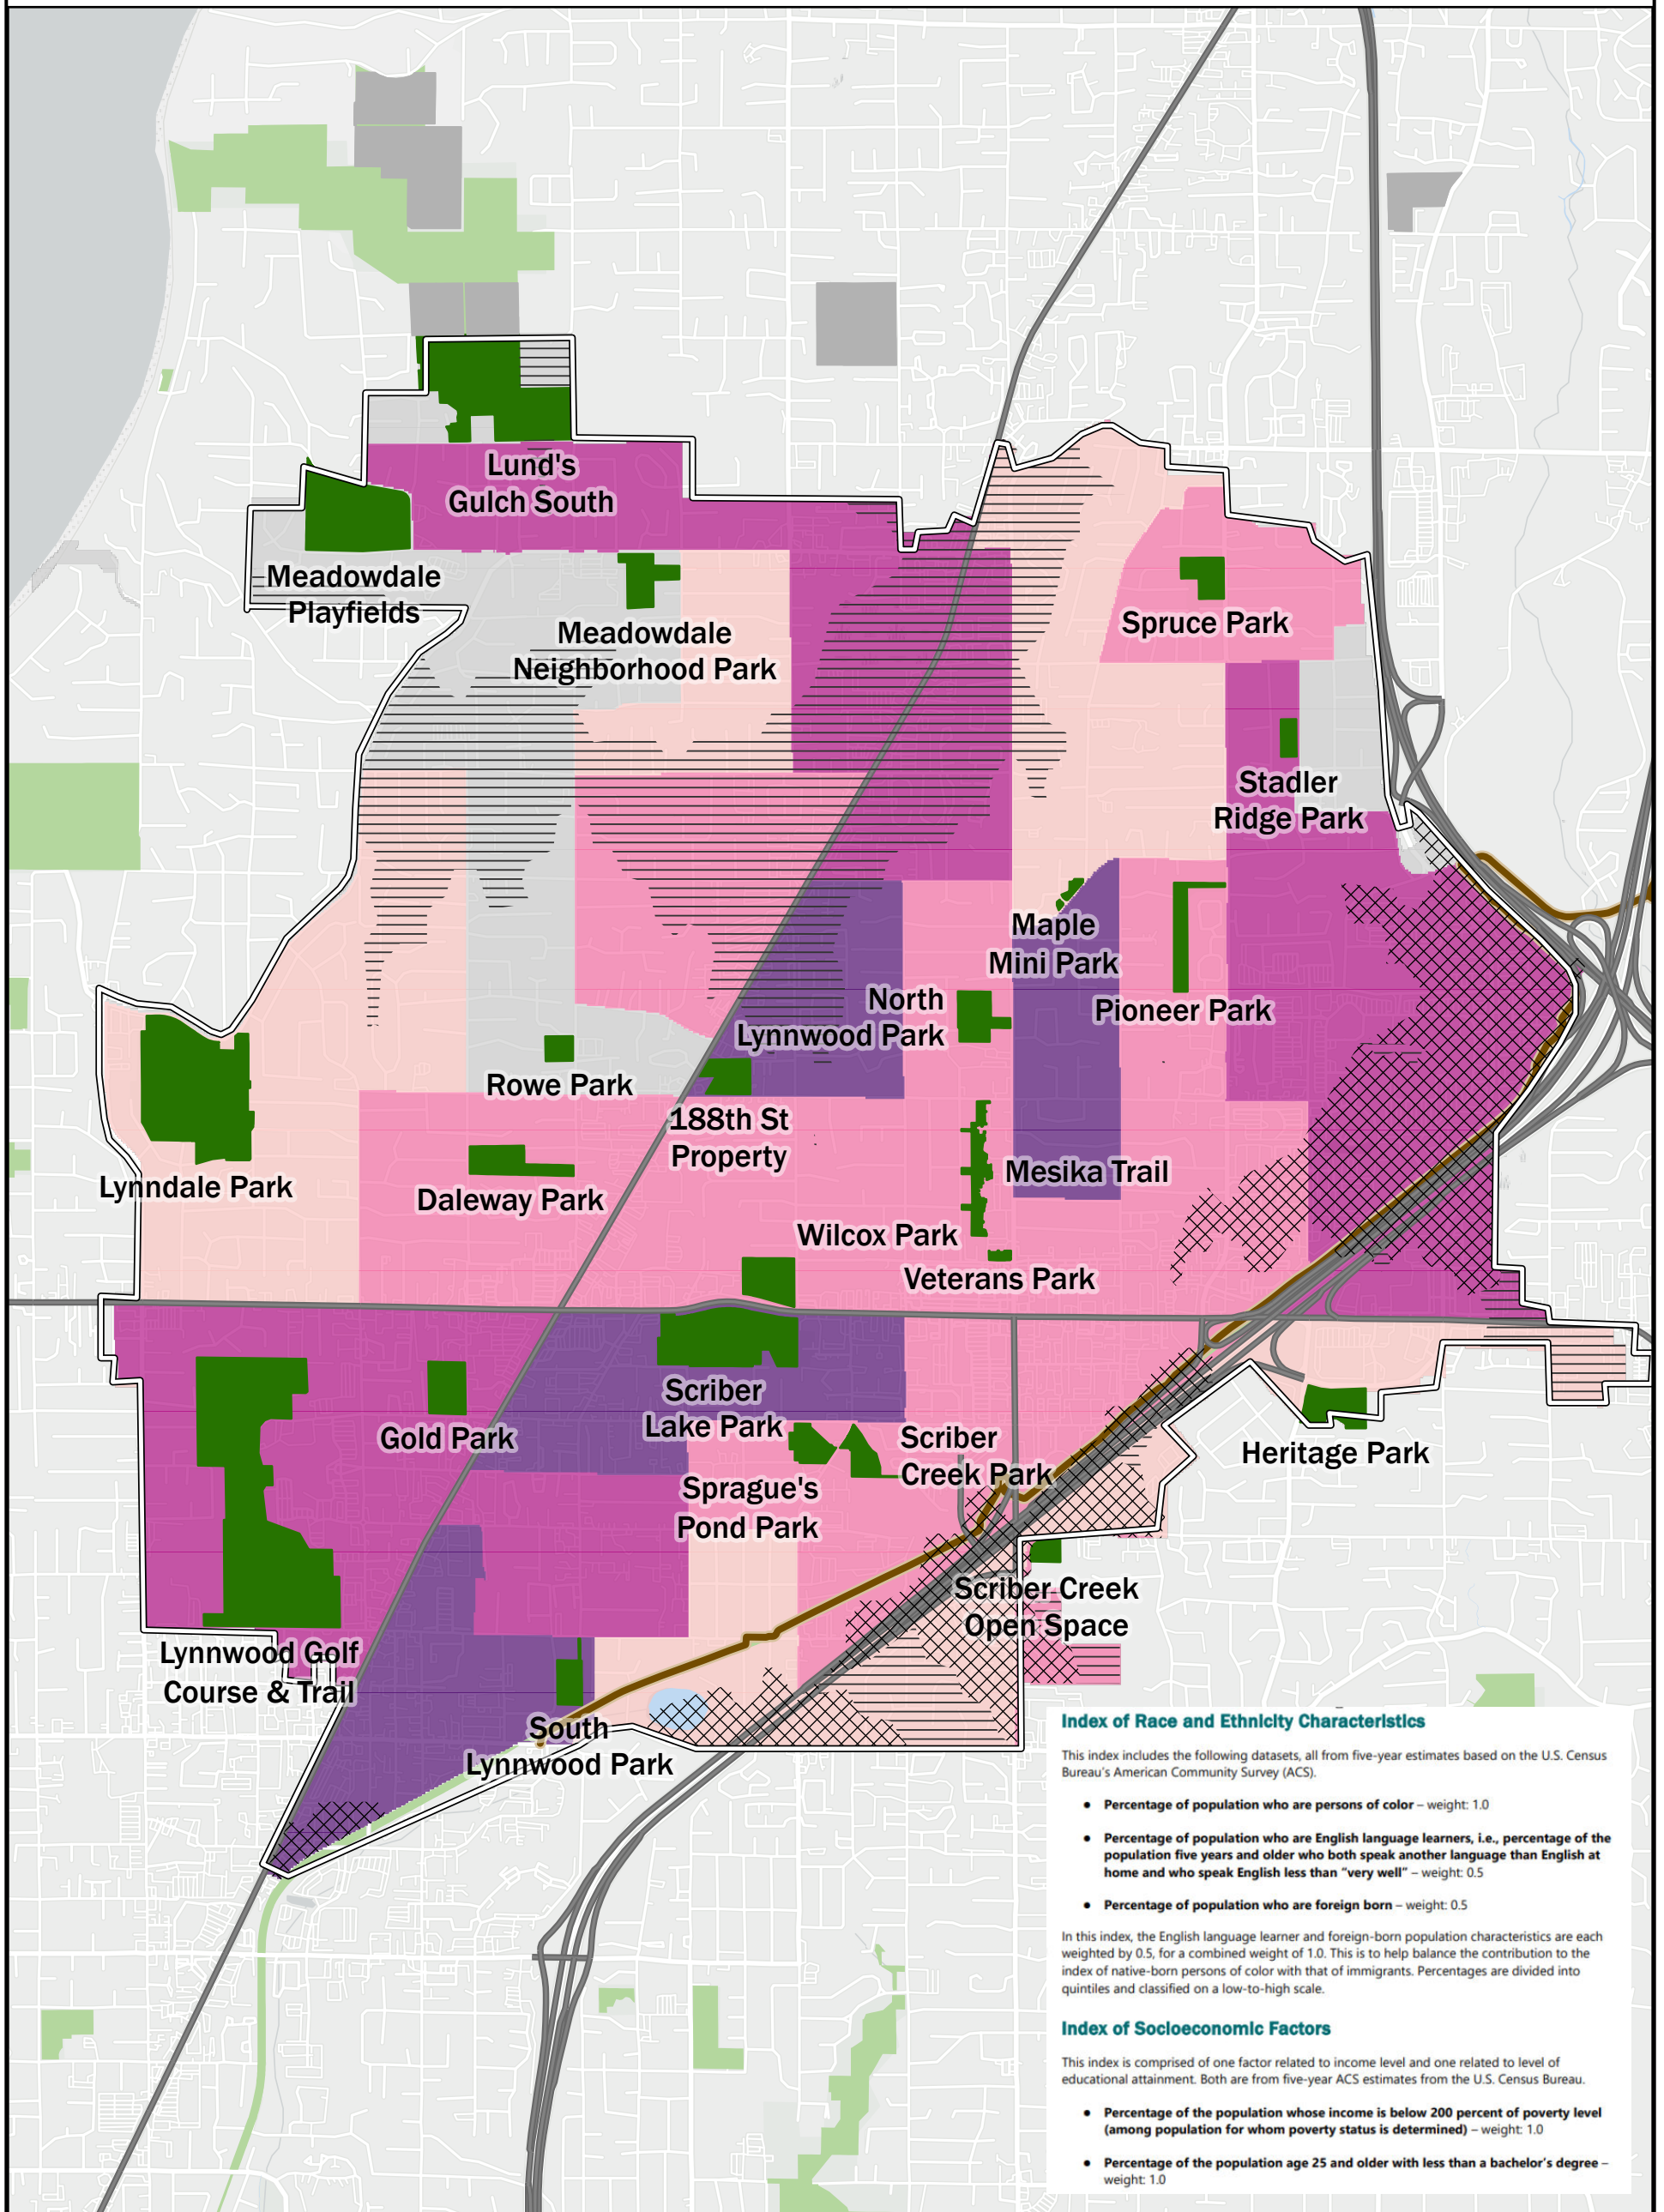 Lund's
Gulch South
Meadowdale
Playfields
Meadowdale
Neighborhood Park
Spruce Park
Stadler
Ridge Park
Maple
Mini Park
North
Lynnwood Park
Pioneer Park
Rowe Park
188th St
Property
Mesika Trail
Lynndale Park
Daleway Park
Wilcox Park
Veterans Park
Scriber
Lake Park
Gold Park
Scriber
Creek Park
Heritage Park
Sprague's
Pond Park
Scriber Creek
Open Space
Lynnwood Golf
Course & Trail
South
Lynnwood Park
Index of Race and Ethnicity Characteristics
This index includes the following datasets, all from five-year estimates based on the U.S. Census
Bureau's American Community Survey (ACS).
● Percentage of population who are persons of color – weight: 1.0
● Percentage of population who are English language learners, i.e., percentage of the
population five years and older who both speak another language than English at
home and who speak English less than "very well" – weight: 0.5
● Percentage of population who are foreign born – weight: 0.5
In this index, the English language learner and foreign-born population characteristics are each
weighted by 0.5, for a combined weight of 1.0. This is to help balance the contribution to the
index of native-born persons of color with that of immigrants. Percentages are divided into
quintiles and classified on a low-to-high scale.
Index of Socioeconomic Factors
This index is comprised of one factor related to income level and one related to level of
educational attainment. Both are from five-year ACS estimates from the U.S. Census Bureau.
● Percentage of the population whose income is below 200 percent of poverty level
(among population for whom poverty status is determined) – weight: 1.0
● Percentage of the population age 25 and older with less than a bachelor's degree –
weight: 1.0